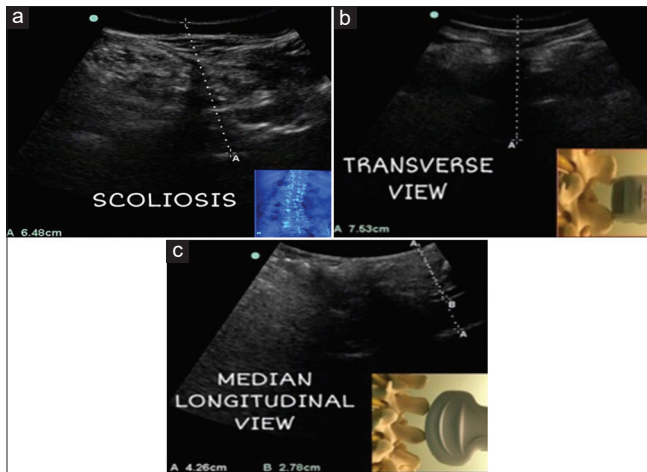 a
A
SCOLIOSIS
A 6.48cm
b
A
TRANSVERSE
VIEW
A 7.53cm
c
A
B
A
MEDIAN
LONGITUDINAL
VIEW
A 4.26cm B 2.78cm